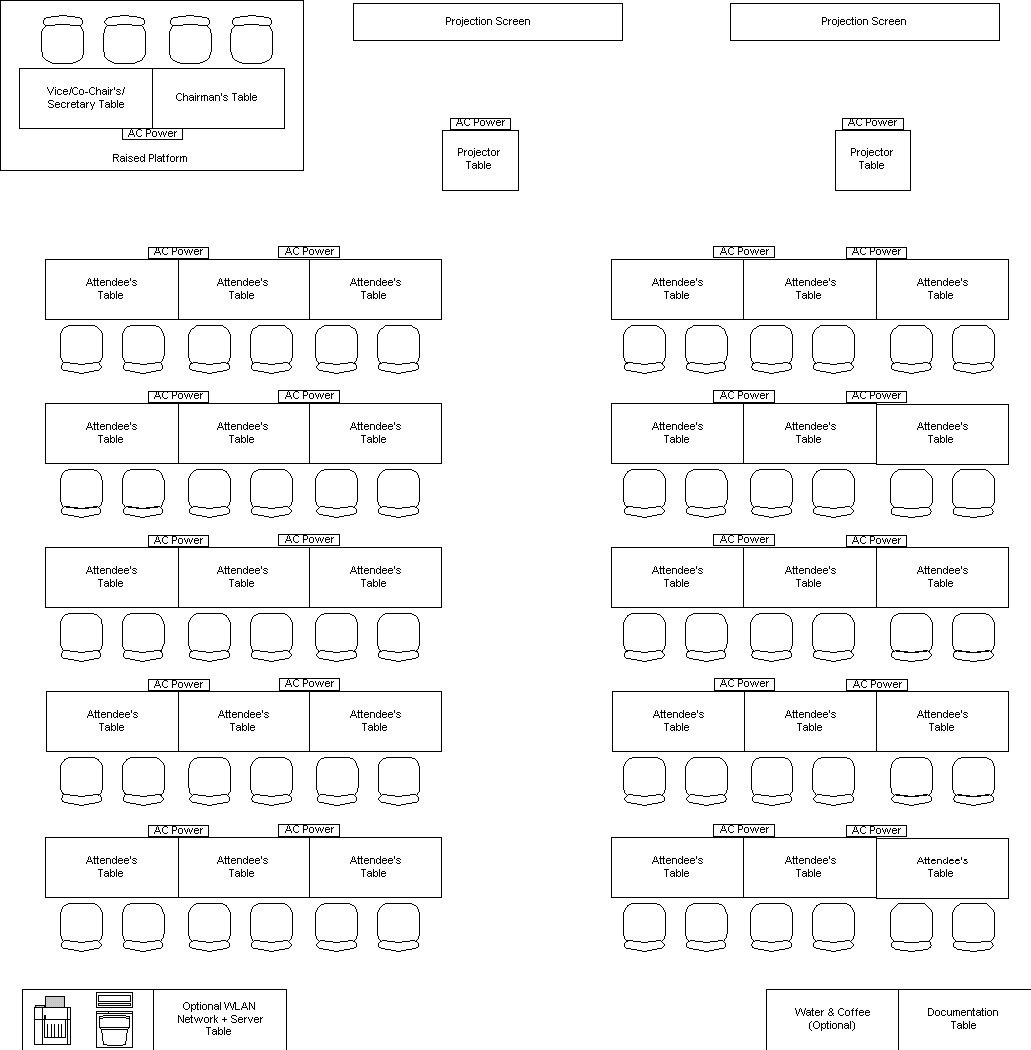 Projection Screen
Projection Screen
Vice/Co-Chair's/
Secretary Table
Chairman's Table
AC Power
Raised Platform
AC Power
Projector
Table
AC Power
Projector
Table
AC Power
AC Power
AC Power
AC Power
Attendee's
Table
Attendee's
Table
Attendee's
Table
Attendee's
Table
Attendee's
Table
Attendee's
Table
AC Power
AC Power
AC Power
AC Power
Attendee's
Table
Attendee's
Table
Attendee's
Table
Attendee's
Table
Attendee's
Table
Attendee's
Table
AC Power
AC Power
AC Power
AC Power
Attendee's
Table
Attendee's
Table
Attendee's
Table
Attendee's
Table
Attendee's
Table
Attendee's
Table
AC Power
AC Power
AC Power
AC Power
Attendee's
Table
Attendee's
Table
Attendee's
Table
Attendee's
Table
Attendee's
Table
Attendee's
Table
AC Power
AC Power
AC Power
AC Power
Attendee's
Table
Attendee's
Table
Attendee's
Table
Attendee's
Table
Attendee's
Table
Attendee's
Table
Optional WLAN
Network + Server
Table
Water & Coffee
(Optional)
Documentation
Table